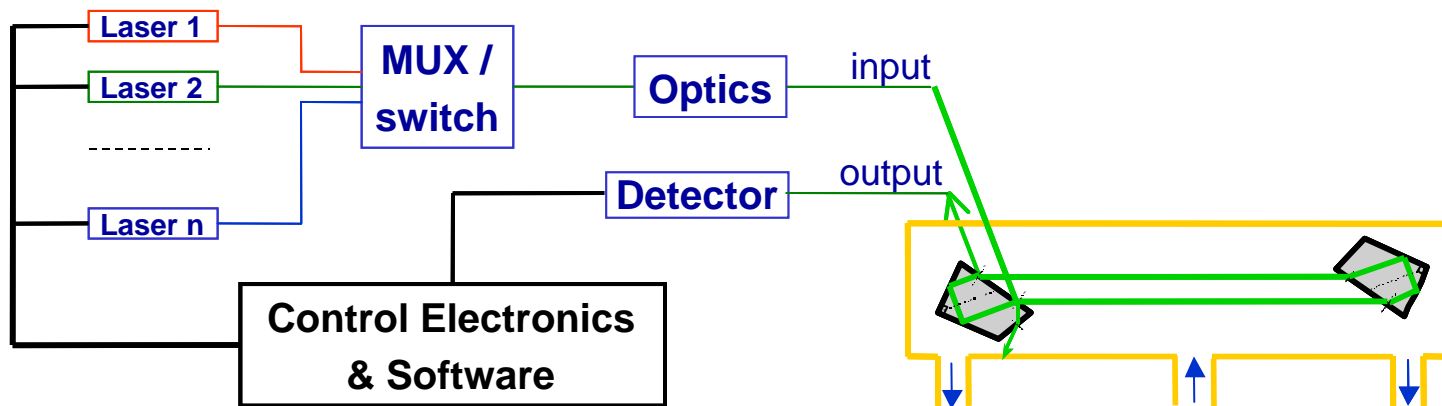 Laser 1
Laser 2
Laser n
MUX /
switch
Optics
input
Detector
output
Control Electronics
& Software